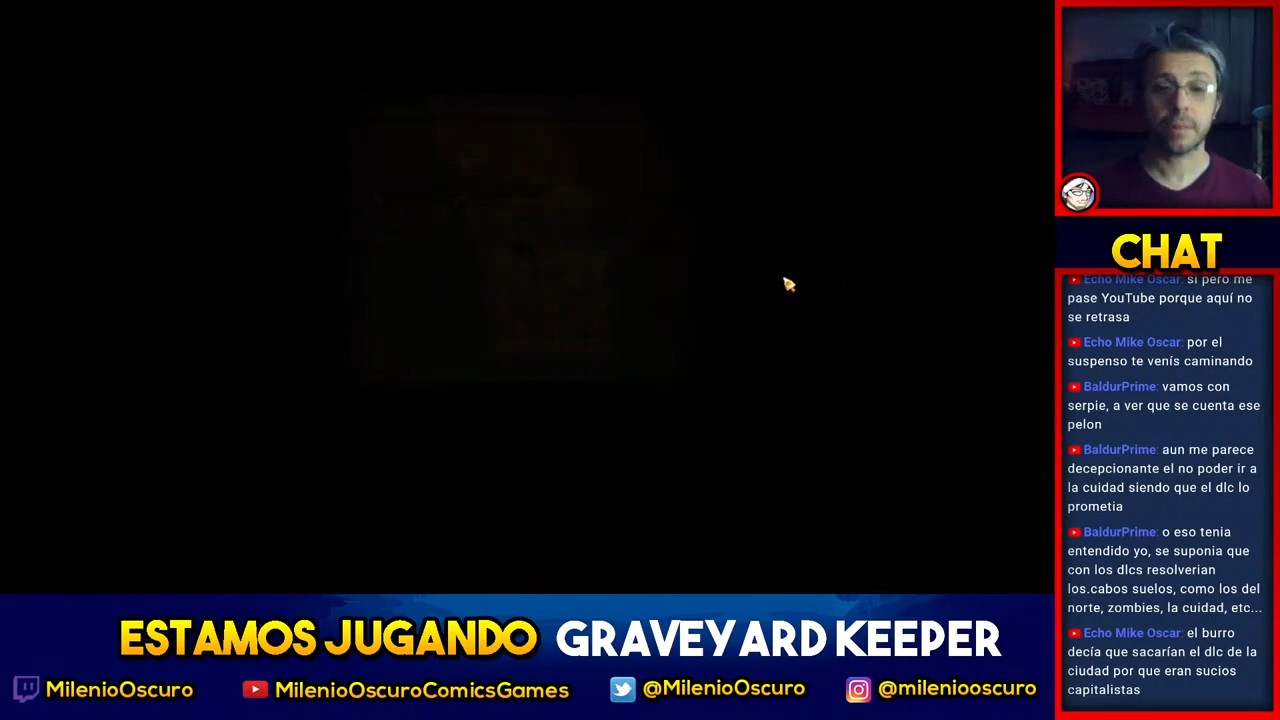 CHAT
Echo Mike Oscar: si pero me
pase YouTube porque aquí no
se retrasa
Echo Mike Oscar: por el
suspenso te venís caminando
BaldurPrime: vamos con
serpie, a ver que se cuenta ese
pelon
BaldurPrime: aun me parece
decepcionante el no poder ir a
la cuidad siendo que el dlc lo
prometia
BaldurPrime: o eso tenia
entendido yo, se suponia que
con los dlcs resolverian
los.cabos suelos, como los del
norte, zombies, la cuidad, etc...
Echo Mike Oscar: el burro
decía que sacarían el dlc de la
ciudad por que eran sucios
capitalistas
ESTAMOS JUGANDO GRAVEYARD KEEPER
MilenioOscuro MilenioOscuroComicsGames @MilenioOscuro @mileniooscuro